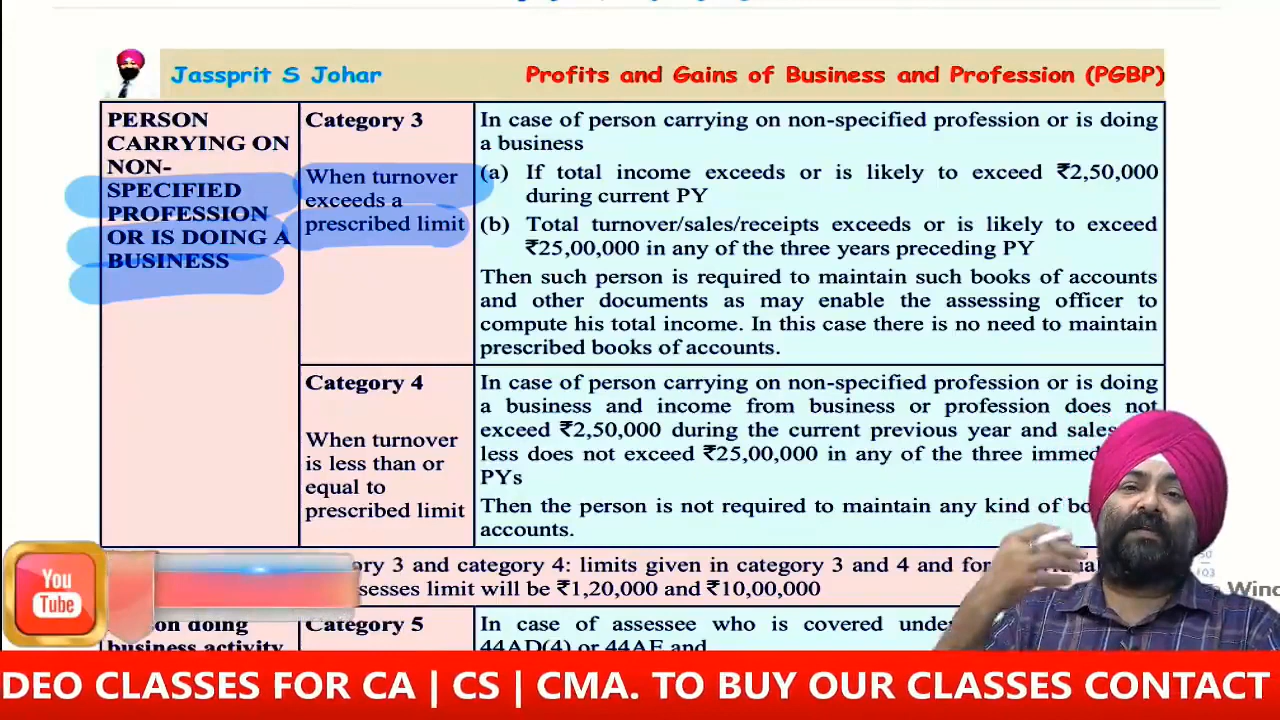 Jassprit S Johar
Profits and Gains of Business and Profession (PGBP)
PERSON
CARRYING ON
NON-
SPECIFIED
PROFESSION
OR IS DOING A
BUSINESS
Category 3
When turnover
exceeds a
prescribed limit
In case of person carrying on non-specified profession or is doing
a business
(a) If total income exceeds or is likely to exceed ₹2,50,000
during current PY
(b) Total turnover/sales/receipts exceeds or is likely to exceed
₹25,00,000 in any of the three years preceding PY
Then such person is required to maintain such books of accounts
and other documents as may enable the assessing officer to
compute his total income. In this case there is no need to maintain
prescribed books of accounts.
Category 4
When turnover
is less than or
equal to
prescribed limit
In case of person carrying on non-specified profession or is doing
a business and income from business or profession does not
exceed ₹2,50,000 during the current previous year and sales
less does not exceed ₹25,00,000 in any of the three
PYs
Then the person is not required to maintain any kind of
accounts.
3 and category 4: limits given in category 3 and 4 and for
limit will be ₹1,20,000 and ₹10,00,000
doing
business activity
Category 5
In case of assessee who is covered
44AD(4) or 44AE and
You
Tube
CLASSES FOR CA | CS | CMA. TO BUY OUR CLASSES CONTACT